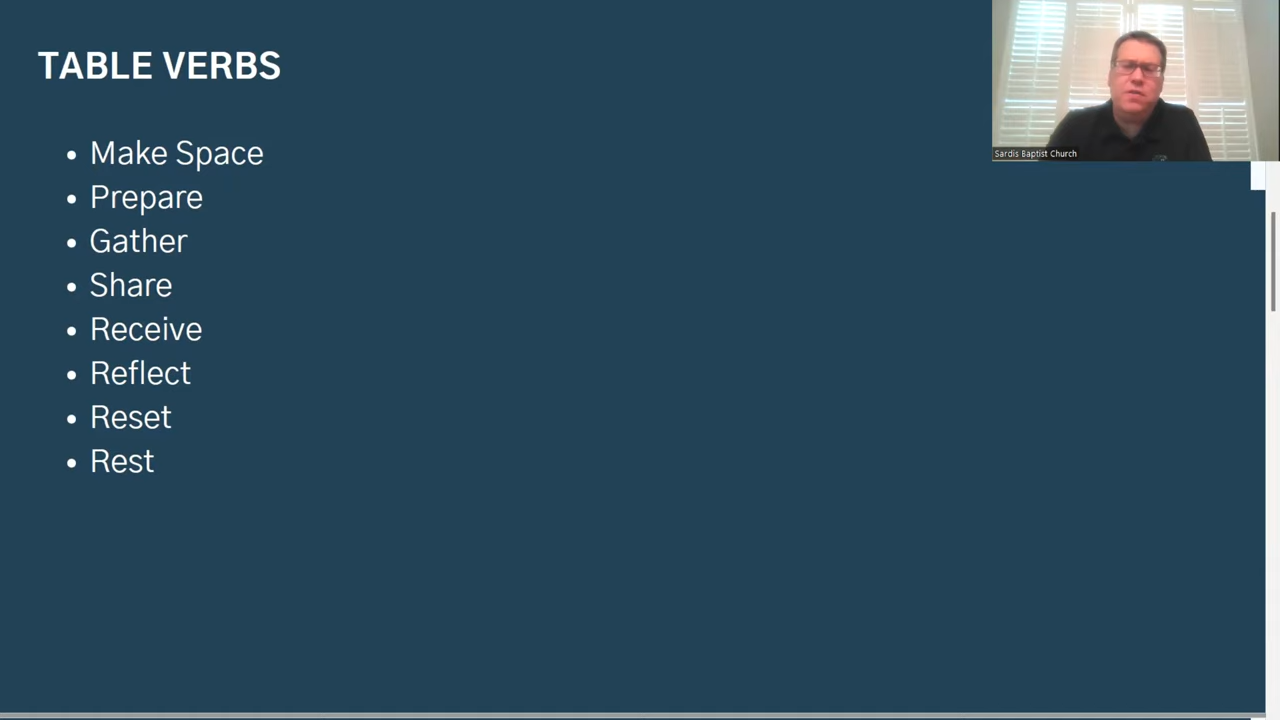 TABLE VERBS
• Make Space
• Prepare
• Gather
• Share
• Receive
• Reflect
• Reset
• Rest
Sardis Baptist Church